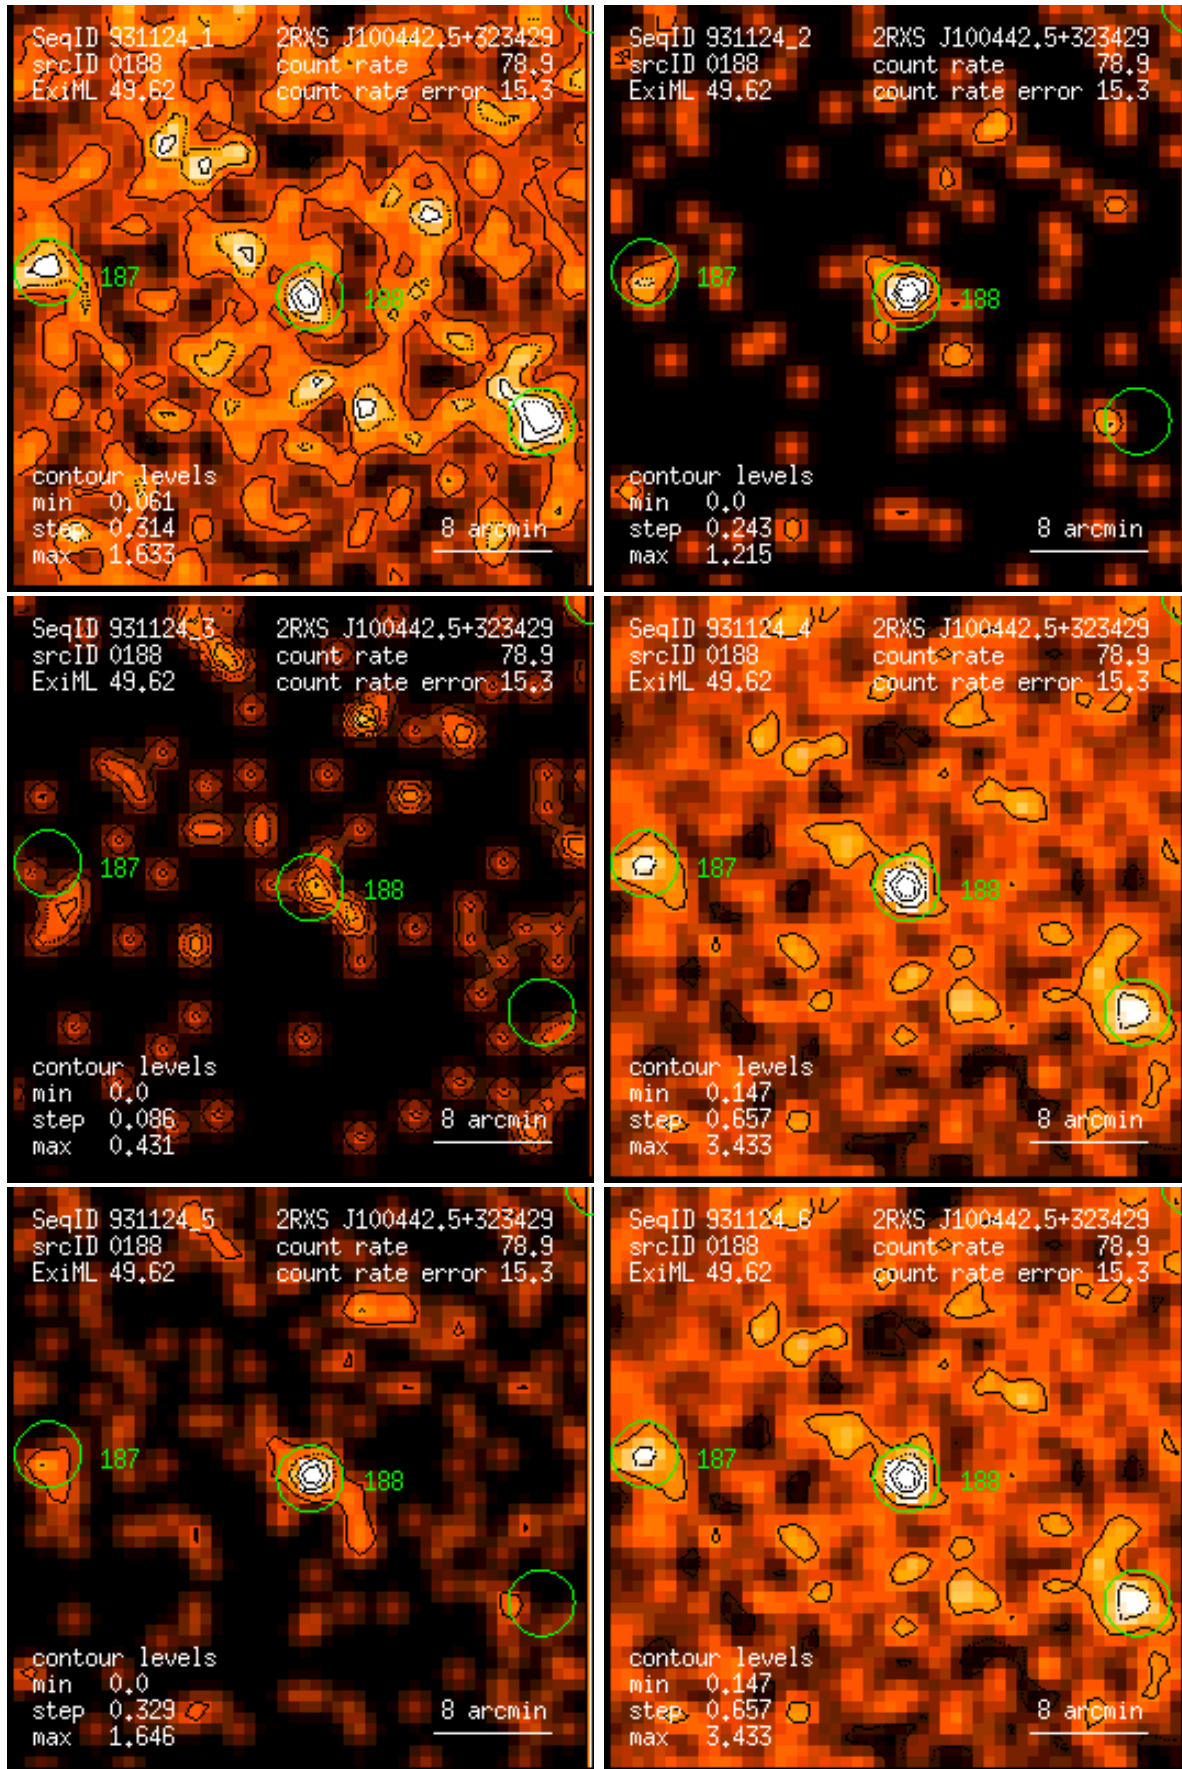 SeqID 931124_1 2RXS J100442.5+323429
srcID 0188 count rate 78.9
ExiML 49.62 count rate error 15.3
187
188
contour levels
min 0.061
step 0.314 8 arcmin
max 1.633
SeqID 931124_2 2RXS J100442.5+323429
srcID 0188 count rate 78.9
ExiML 49.62 count rate error 15.3
187
188
contour levels
min 0.0
step 0.243 8 arcmin
max 1.215
SeqID 931124_3 2RXS J100442.5+323429
srcID 0188 count rate 78.9
ExiML 49.62 count rate error 15.3
187
188
contour levels
min 0.0
step 0.086 8 arcmin
max 0.431
SeqID 931124_4 2RXS J100442.5+323429
srcID 0188 count rate 78.9
ExiML 49.62 count rate error 15.3
187
188
contour levels
min 0.147
step 0.657 8 arcmin
max 3.433
SeqID 931124_5 2RXS J100442.5+323429
srcID 0188 count rate 78.9
ExiML 49.62 count rate error 15.3
187
188
contour levels
min 0.0
step 0.329 8 arcmin
max 1.646
SeqID 931124_6 2RXS J100442.5+323429
srcID 0188 count rate 78.9
ExiML 49.62 count rate error 15.3
187
188
contour levels
min 0.147
step 0.657 8 arcmin
max 3.433